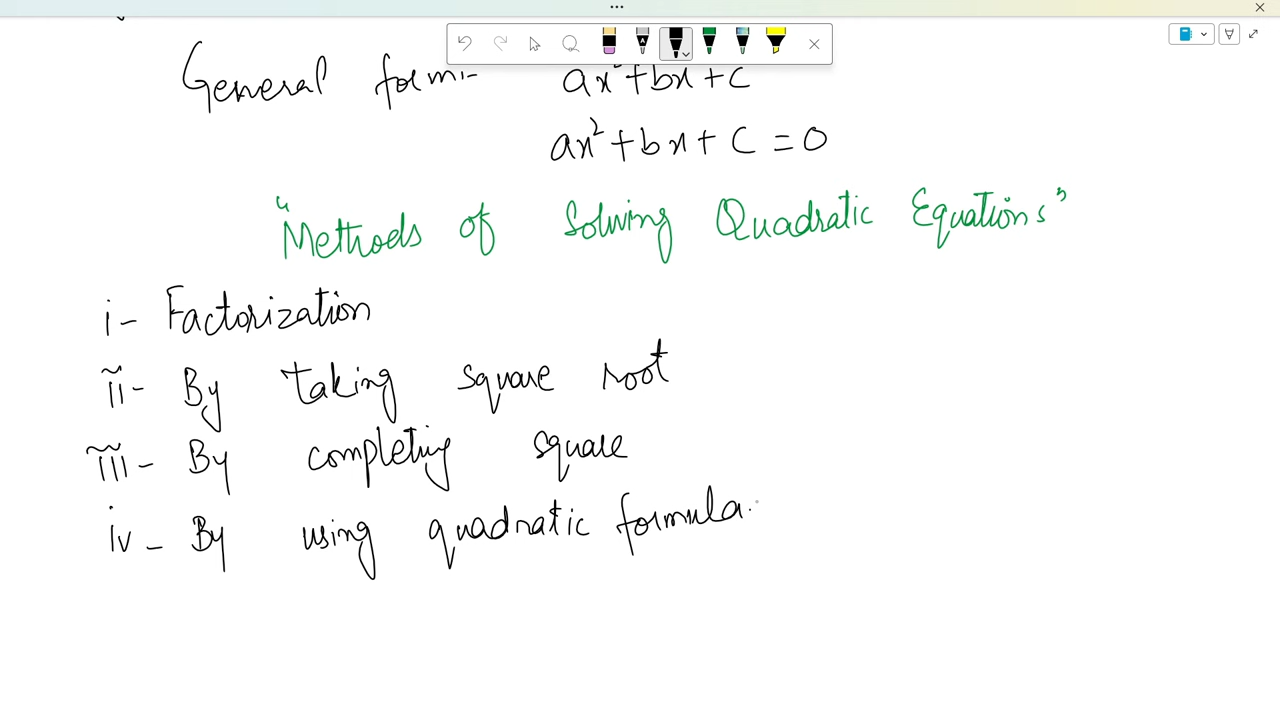 General form:- ax²+bx+c
ax²+bx+c=0
"Methods of Solving Quadratic Equations"
i- Factorization
ii- By taking square root
iii- By completing square
iv- By using quadratic formula.